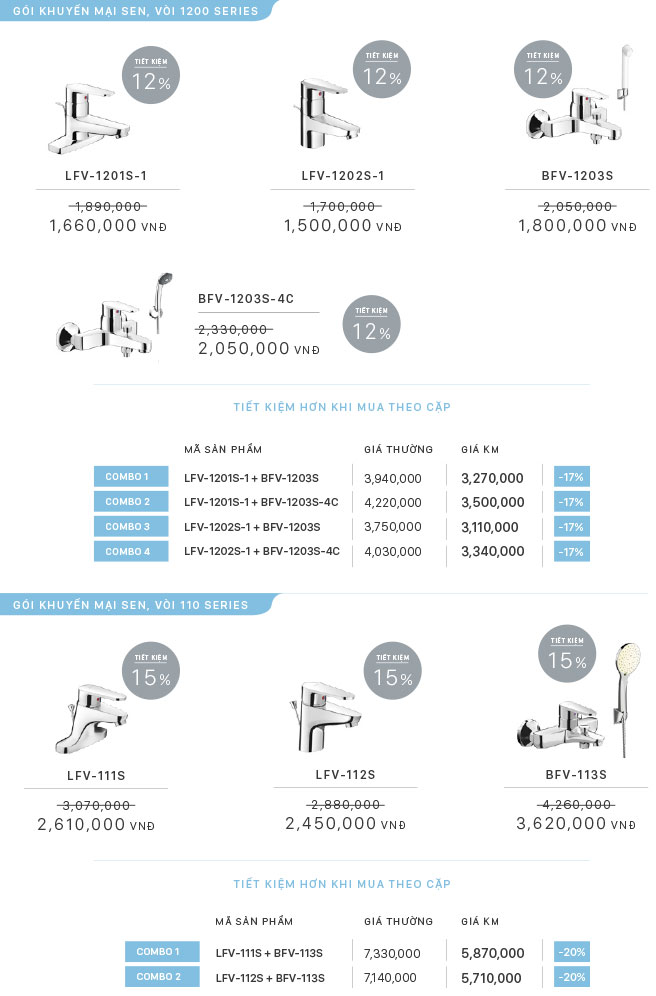 GÓI KHUYẾN MẠI SEN, VÒI 1200 SERIES
TIẾT KIỆM
12%
TIẾT KIỆM
12%
TIẾT KIỆM
12%
LFV-1201S-1
LFV-1202S-1
BFV-1203S
1,890,000
1,700,000
2,050,000
1,660,000 VNĐ
1,500,000 VNĐ
1,800,000 VNĐ
BFV-1203S-4C
2,330,000
2,050,000 VNĐ
TIẾT KIỆM
12%
TIẾT KIỆM HƠN KHI MUA THEO CẶP
MÃ SẢN PHẨM GIÁ THƯỜNG GIÁ KM
COMBO 1 LFV-1201S-1 + BFV-1203S 3,940,000 3,270,000 -17%
COMBO 2 LFV-1201S-1 + BFV-1203S-4C 4,220,000 3,500,000 -17%
COMBO 3 LFV-1202S-1 + BFV-1203S 3,750,000 3,110,000 -17%
COMBO 4 LFV-1202S-1 + BFV-1203S-4C 4,030,000 3,340,000 -17%
GÓI KHUYẾN MẠI SEN, VÒI 110 SERIES
TIẾT KIỆM
15%
TIẾT KIỆM
15%
TIẾT KIỆM
15%
LFV-111S
LFV-112S
BFV-113S
3,070,000
2,880,000
4,260,000
2,610,000 VNĐ
2,450,000 VNĐ
3,620,000 VNĐ
TIẾT KIỆM HƠN KHI MUA THEO CẶP
MÃ SẢN PHẨM GIÁ THƯỜNG GIÁ KM
COMBO 1 LFV-111S + BFV-113S 7,330,000 5,870,000 -20%
COMBO 2 LFV-112S + BFV-113S 7,140,000 5,710,000 -20%